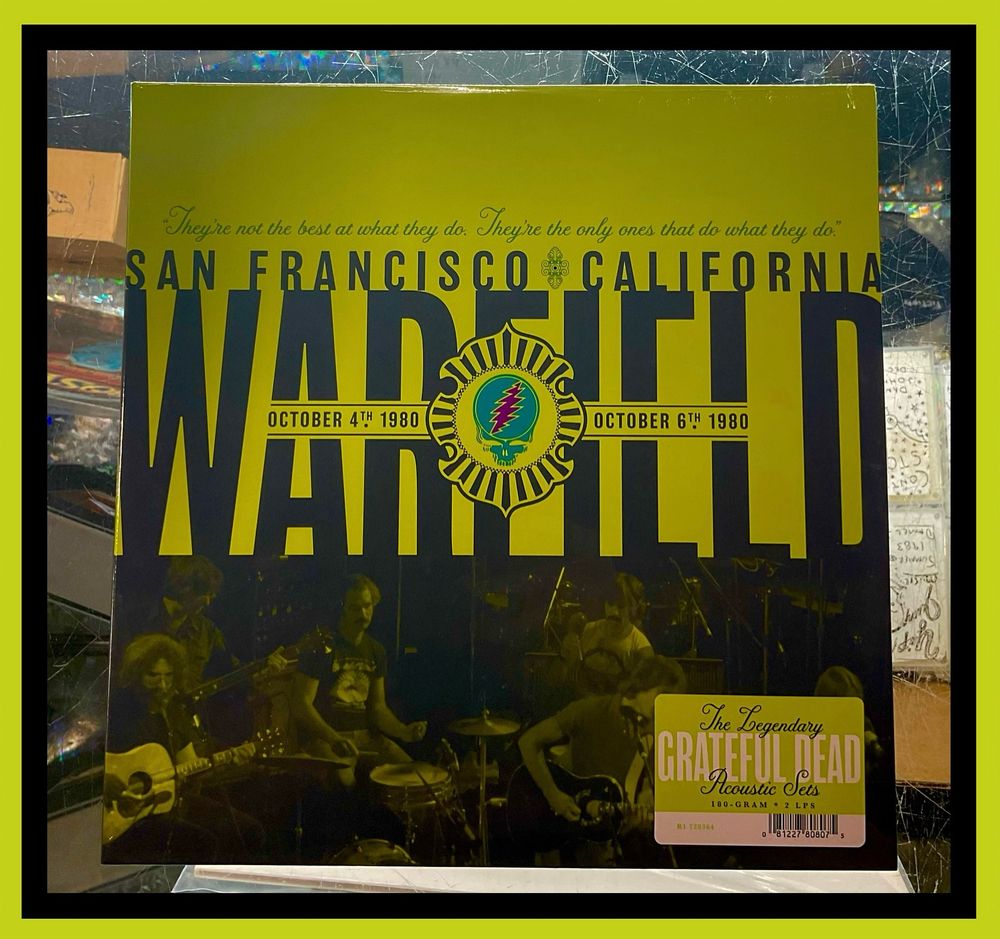 “They're not the best at what they do. They're the only ones that do what they do.”
SAN FRANCISCO CALIFORNIA
WARFIELD
OCTOBER 4TH 1980 OCTOBER 6TH 1980
The Legendary
GRATEFUL DEAD
Acoustic Sets
180-GRAM * 2 LPS
0 81227 80807 5